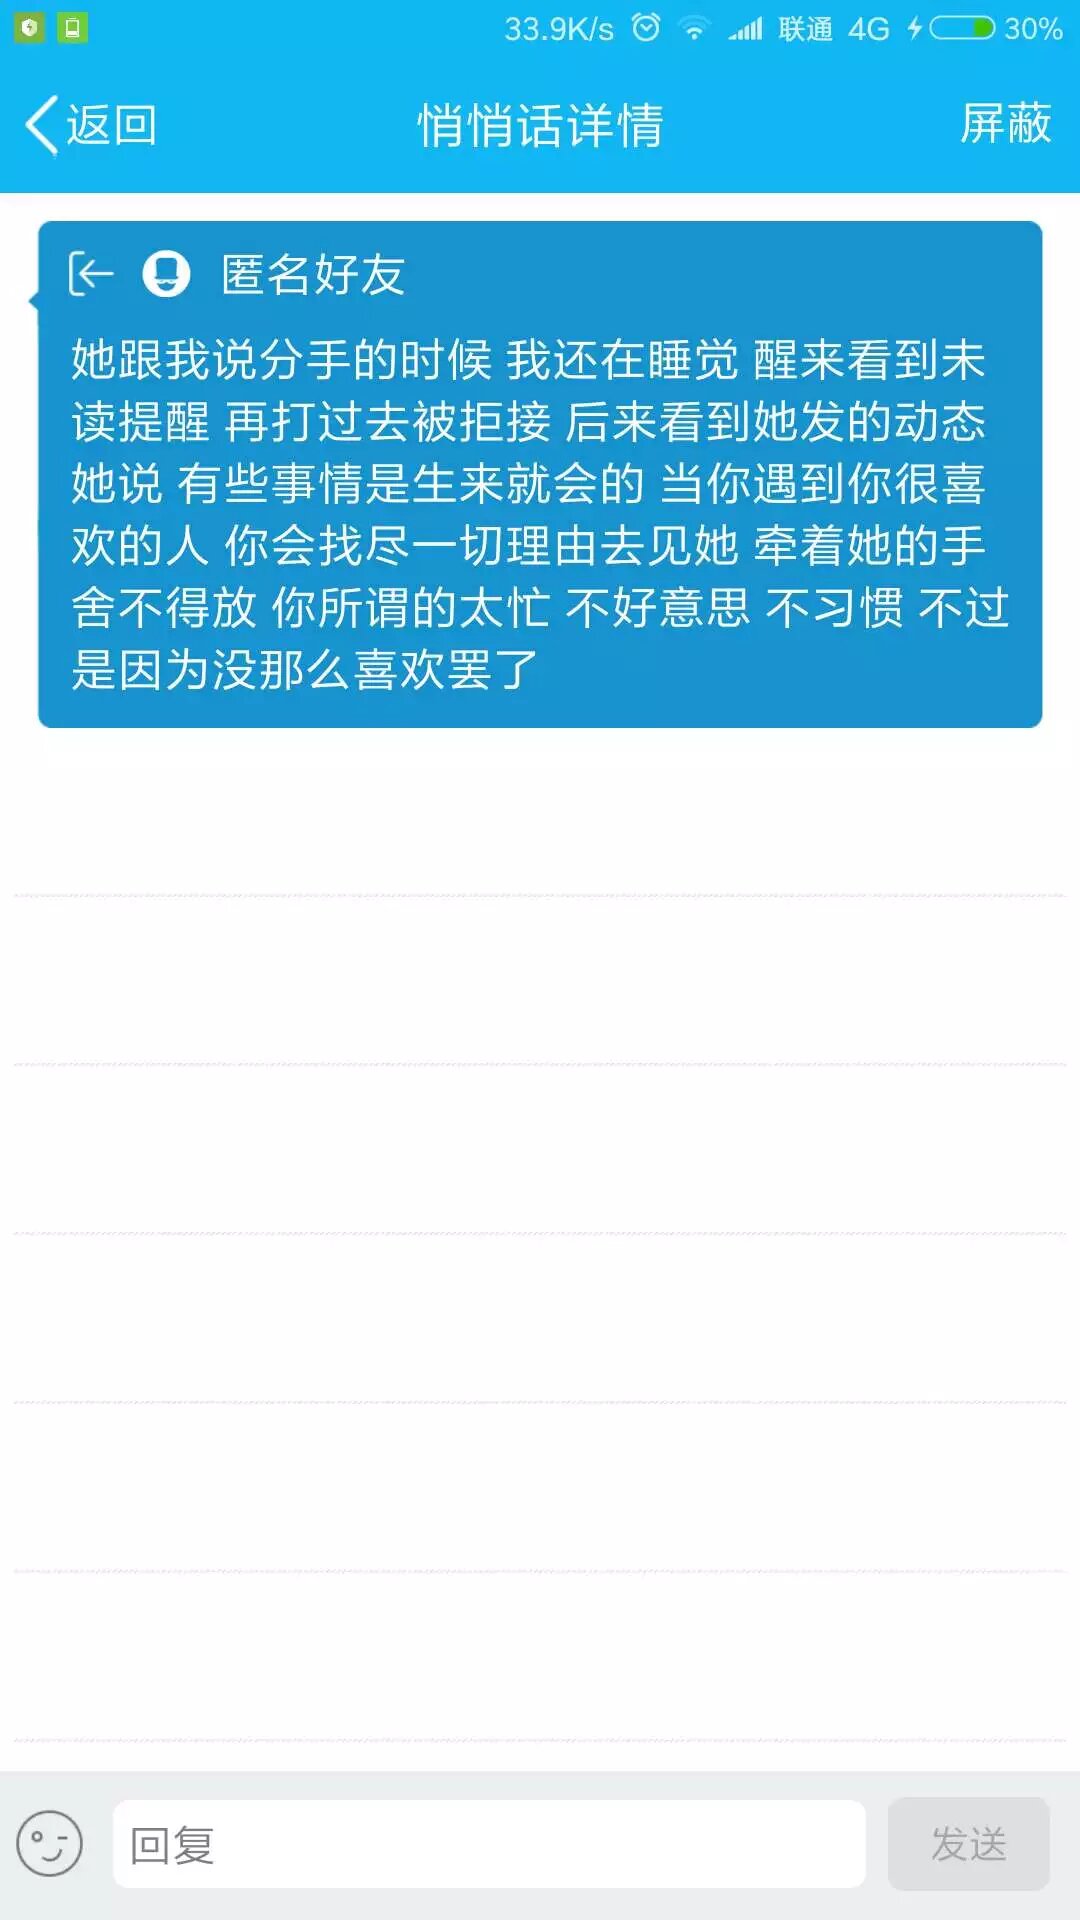 33.9K/s 联通 4G 30%
返回 悄悄话详情 屏蔽
匿名好友
她跟我说分手的时候 我还在睡觉 醒来看到未
读提醒 再打过去被拒接 后来看到她发的动态
她说 有些事情是生来就会的 当你遇到你很喜
欢的人 你会找尽一切理由去见她 牵着她的手
舍不得放 你所谓的太忙 不好意思 不习惯 不过
是因为没那么喜欢罢了
回复 发送